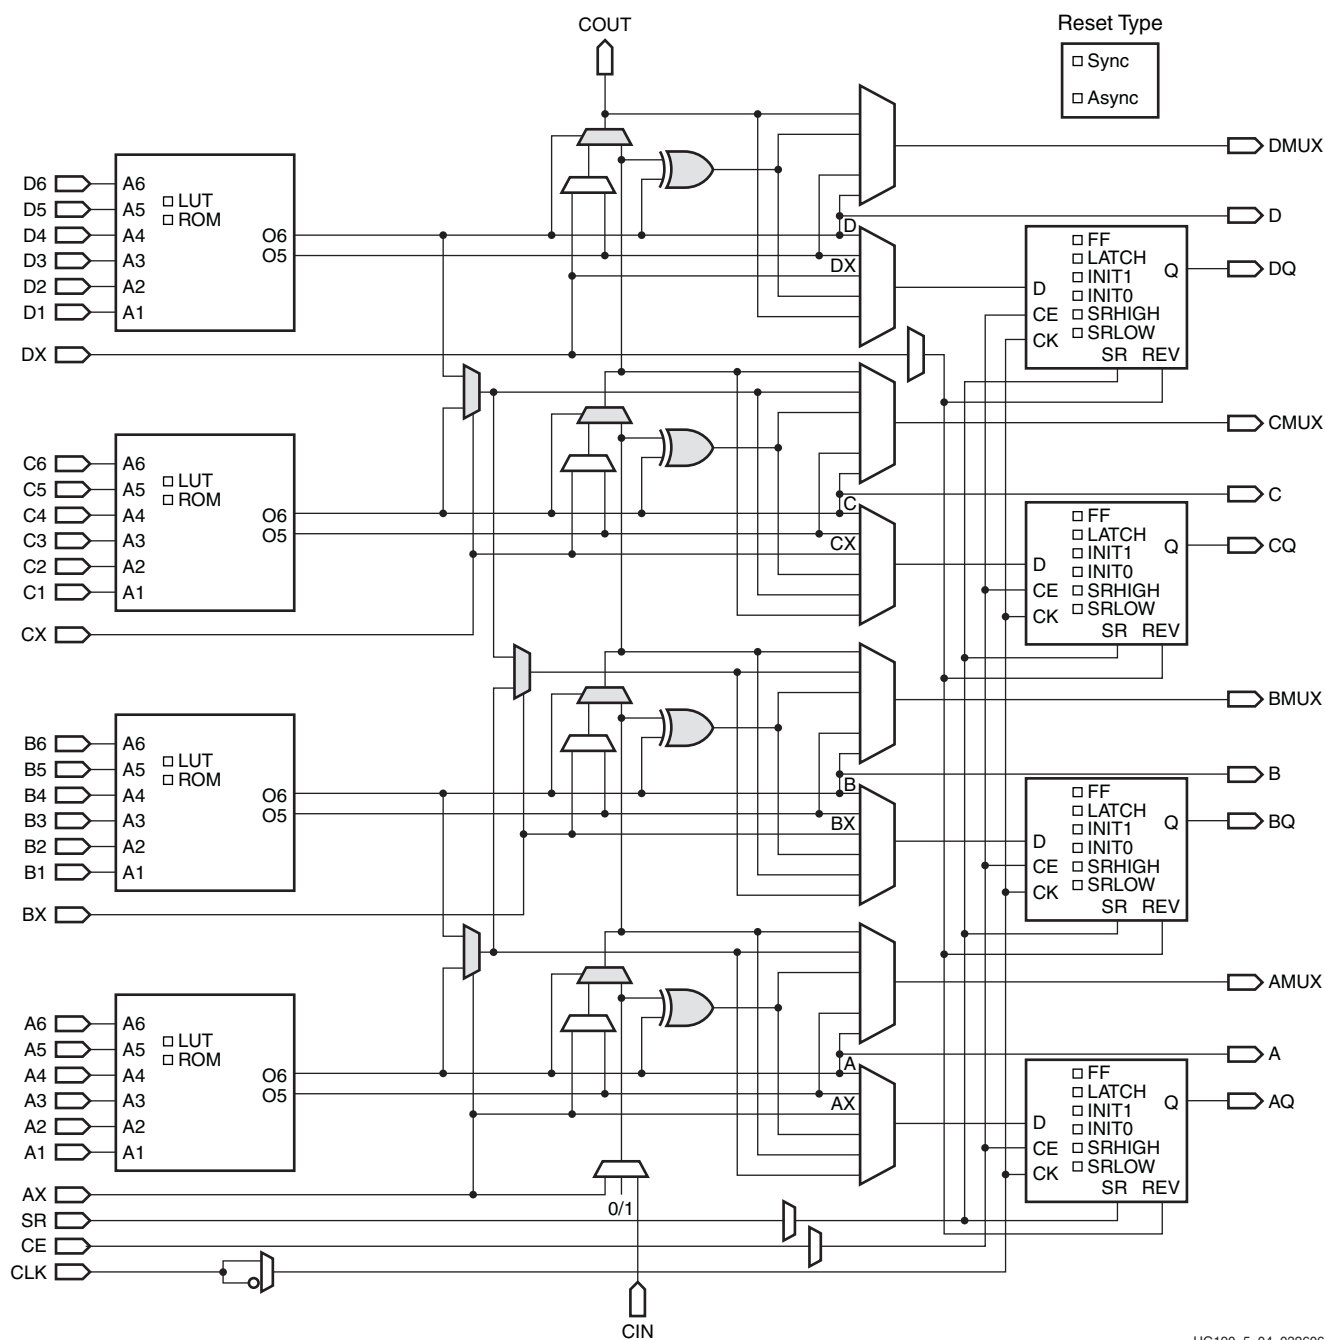 COUT
Reset Type
□ Sync
□ Async
DMUX
D6 A6
□ LUT
D5 A5
□ ROM
D4 A4
O6
D3 A3
O5
D2 A2
D1 A1
D
D
DX
□ FF
□ LATCH
□ INIT1
□ INIT0
□ SRHIGH
□ SRLOW
D
CE
CK
Q
SR REV
DQ
DX
CMUX
C6 A6
□ LUT
C5 A5
□ ROM
C4 A4
O6
C3 A3
O5
C2 A2
C1 A1
C
C
CX
□ FF
□ LATCH
□ INIT1
□ INIT0
□ SRHIGH
□ SRLOW
D
CE
CK
Q
SR REV
CQ
CX
BMUX
B6 A6
□ LUT
B5 A5
□ ROM
B4 A4
O6
B3 A3
O5
B2 A2
B1 A1
B
B
BX
□ FF
□ LATCH
□ INIT1
□ INIT0
□ SRHIGH
□ SRLOW
D
CE
CK
Q
SR REV
BQ
BX
AMUX
A6 A6
□ LUT
A5 A5
□ ROM
A4 A4
O6
A3 A3
O5
A2 A2
A1 A1
A
A
AX
□ FF
□ LATCH
□ INIT1
□ INIT0
□ SRHIGH
□ SRLOW
D
CE
CK
Q
SR REV
AQ
AX
0/1
SR
CE
CLK
CIN